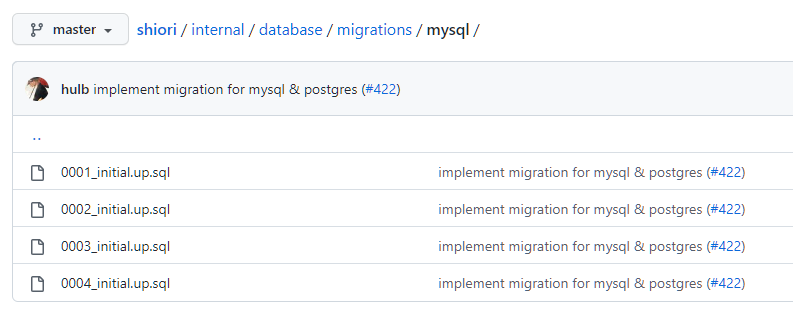 master shiori / internal / database / migrations / mysql /
hulb implement migration for mysql & postgres (#422)
..
0001_initial.up.sql implement migration for mysql & postgres (#422)
0002_initial.up.sql implement migration for mysql & postgres (#422)
0003_initial.up.sql implement migration for mysql & postgres (#422)
0004_initial.up.sql implement migration for mysql & postgres (#422)